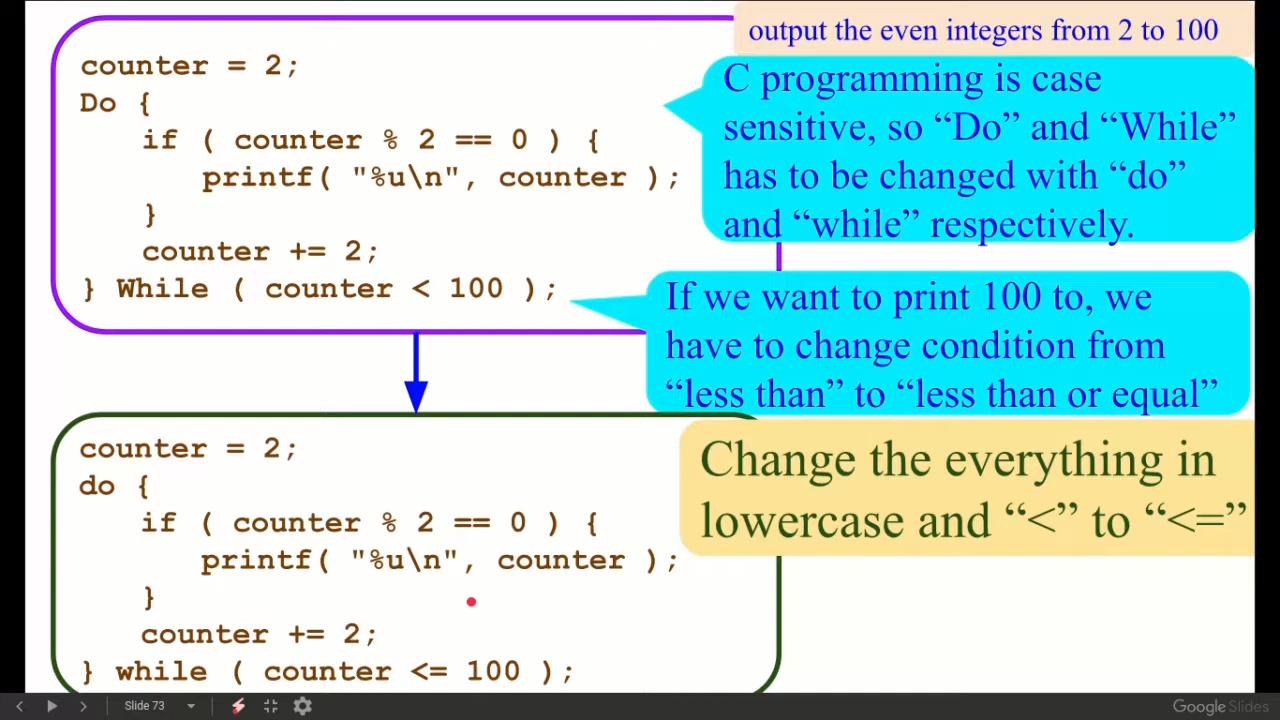 output the even integers from 2 to 100
counter = 2;
Do {
if ( counter % 2 == 0 ) {
printf( "%u\n", counter );
}
counter += 2;
} While ( counter < 100 );
C programming is case
sensitive, so “Do” and “While”
has to be changed with “do”
and “while” respectively.
If we want to print 100 to, we
have to change condition from
“less than” to “less than or equal”
Change the everything in
lowercase and “<” to “<=”
counter = 2;
do {
if ( counter % 2 == 0 ) {
printf( "%u\n", counter );
}
counter += 2;
} while ( counter <= 100 );
Slide 73
Google Slides